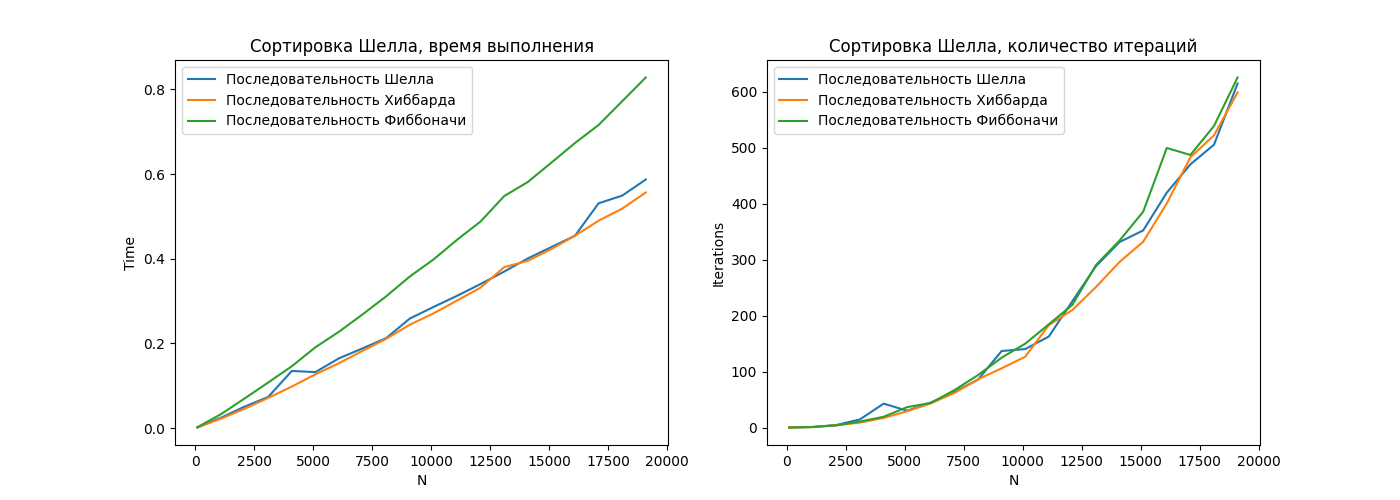 Сортировка Шелла, время выполнения
Последовательность Шелла
Последовательность Хиббарда
Последовательность Фиббоначи
0.8
0.6
0.4
0.2
0.0
Time
0 2500 5000 7500 10000 12500 15000 17500 20000
N
Сортировка Шелла, количество итераций
Последовательность Шелла
Последовательность Хиббарда
Последовательность Фиббоначи
600
500
400
300
200
100
0
Iterations
0 2500 5000 7500 10000 12500 15000 17500 20000
N